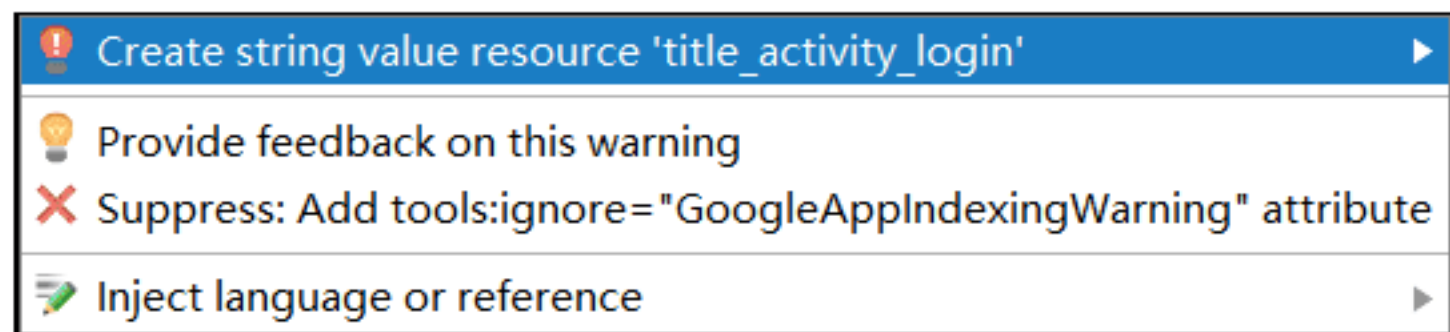 Create string value resource 'title_activity_login'
Provide feedback on this warning
Suppress: Add tools:ignore="GoogleAppIndexingWarning" attribute
Inject language or reference